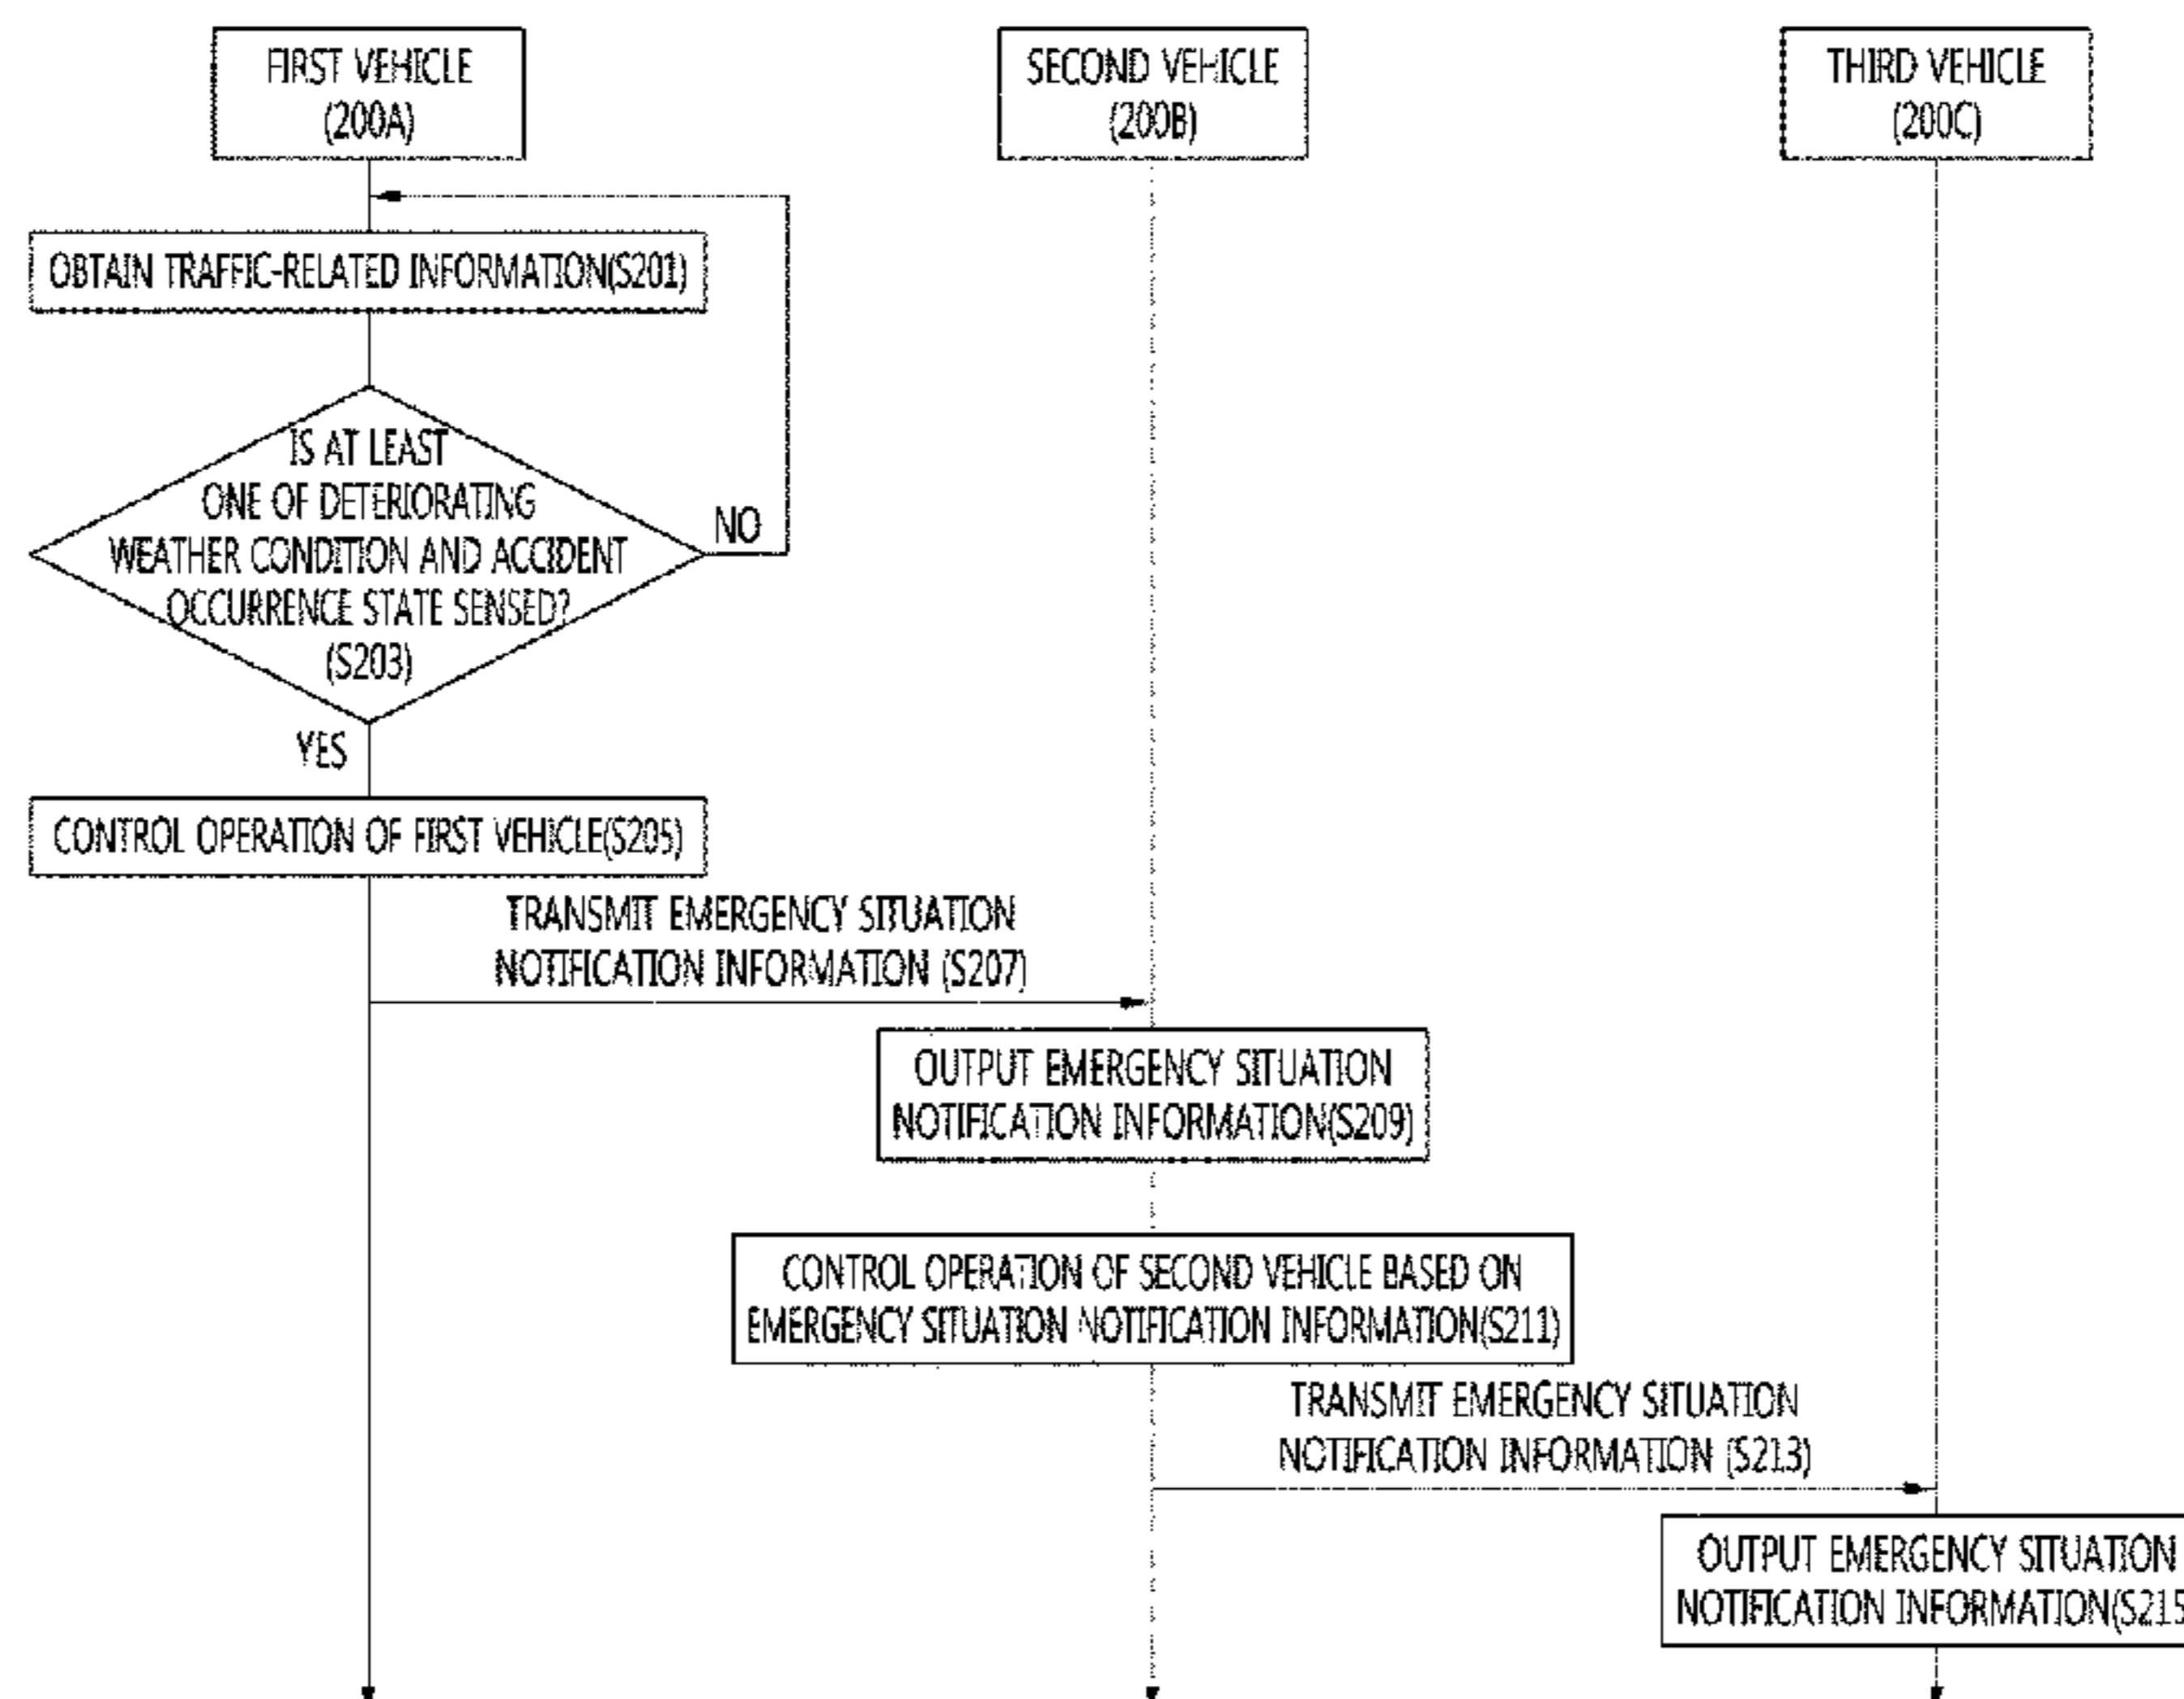 FIRST VEHICLE
(200A)
SECOND VEHICLE
(200B)
THIRD VEHICLE
(200C)
OBTAIN TRAFFIC-RELATED INFORMATION(S201)
IS AT LEAST
ONE OF DETERIORATING
WEATHER CONDITION AND ACCIDENT
OCCURRENCE STATE SENSED?
(S203)
NO
YES
CONTROL OPERATION OF FIRST VEHICLE(S205)
TRANSMIT EMERGENCY SITUATION
NOTIFICATION INFORMATION (S207)
OUTPUT EMERGENCY SITUATION
NOTIFICATION INFORMATION(S209)
CONTROL OPERATION OF SECOND VEHICLE BASED ON
EMERGENCY SITUATION NOTIFICATION INFORMATION(S211)
TRANSMIT EMERGENCY SITUATION
NOTIFICATION INFORMATION (S213)
OUTPUT EMERGENCY SITUATION
NOTIFICATION INFORMATION(S215